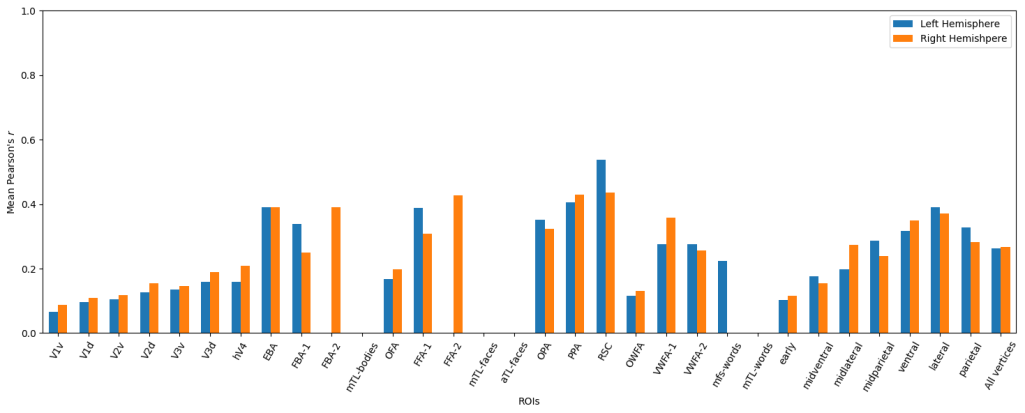 1.0
0.8
0.6
0.4
0.2
0.0
Mean Pearson's r
Left Hemisphere
Right Hemishpere
V1v
V1d
V2v
V2d
V3v
V3d
hV4
EBA
FBA-1
FBA-2
mTL-bodies
OFA
FFA-1
FFA-2
mTL-faces
aTL-faces
OPA
PPA
RSC
OWFA
VWFA-1
VWFA-2
mfs-words
mTL-words
early
midventral
midlateral
midparietal
ventral
lateral
parietal
All vertices
ROIs